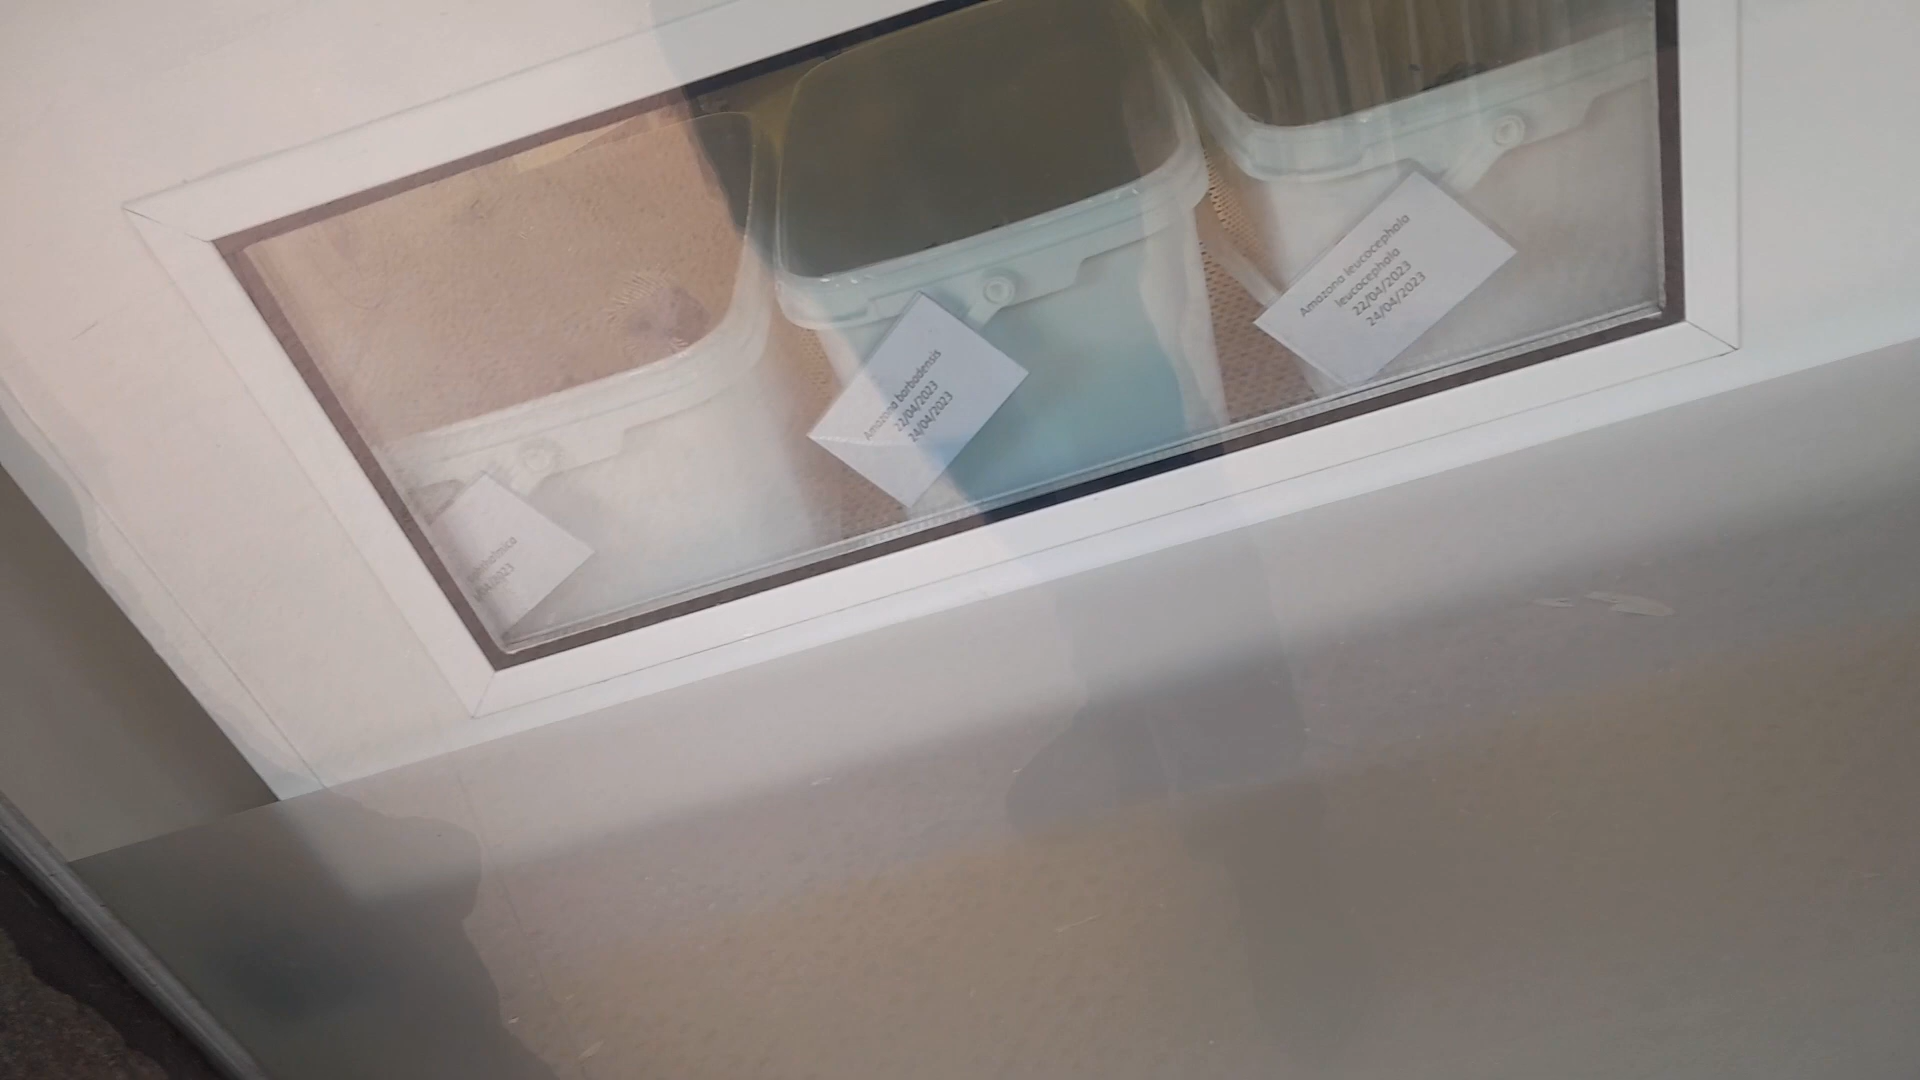 Amazona barbadensis
22/04/2023
24/04/2023
Amazona leucocephala
leucocephala
22/04/2023
24/04/2023